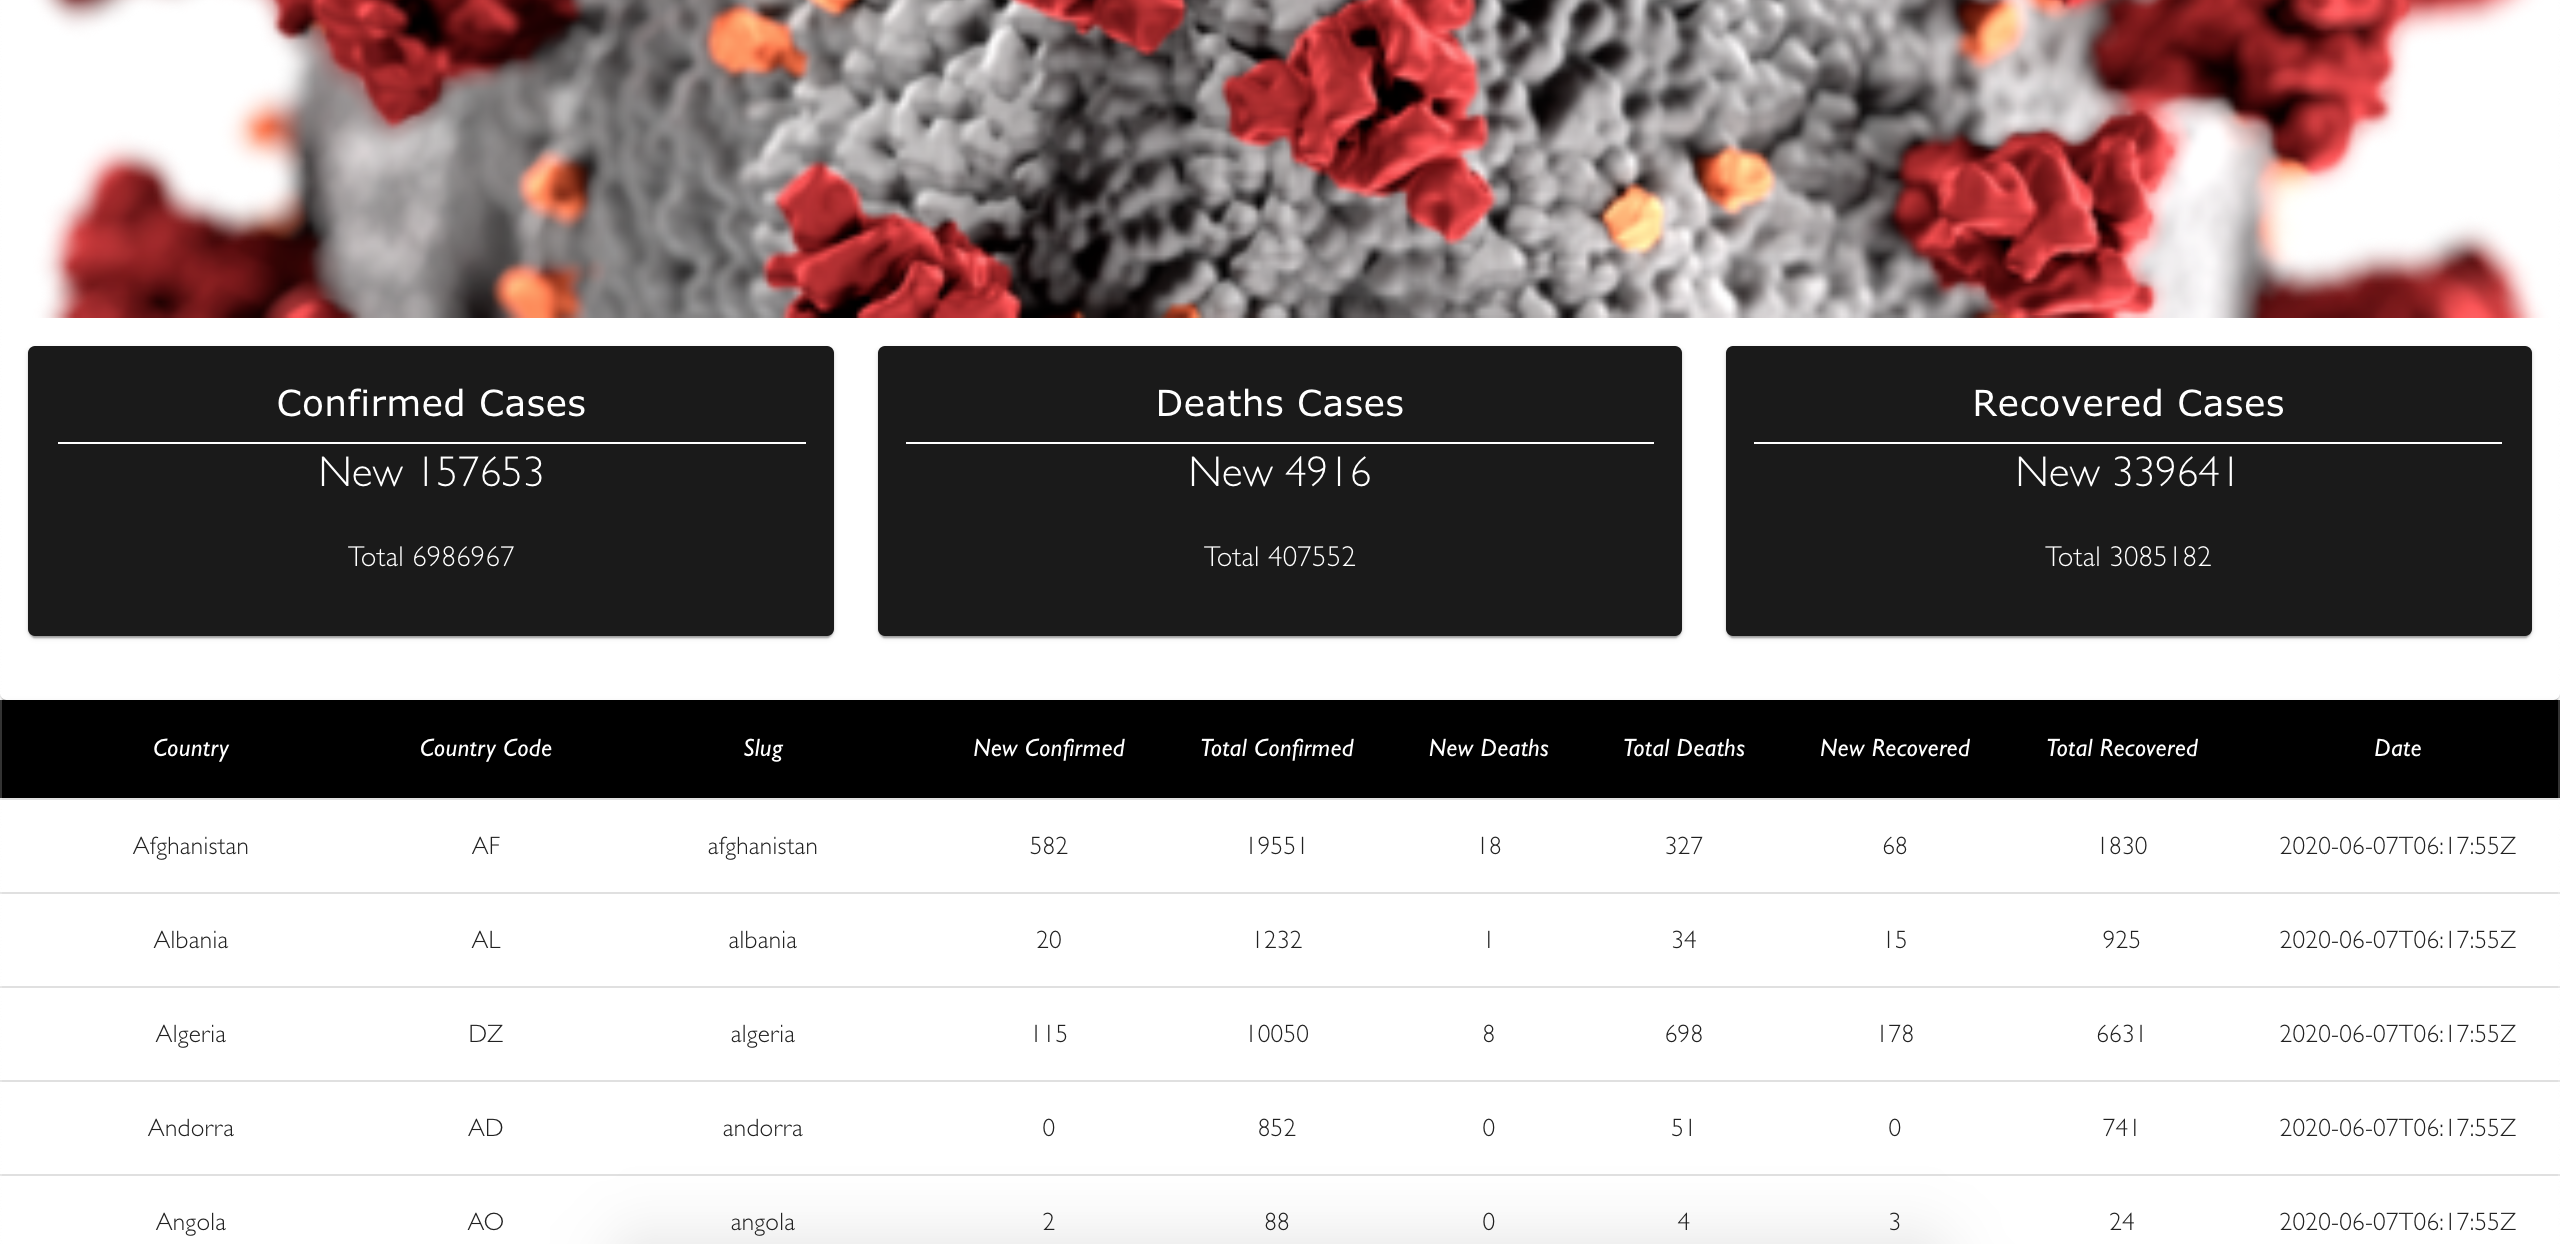 Confirmed Cases
New 157653
Total 6986967
Deaths Cases
New 4916
Total 407552
Recovered Cases
New 339641
Total 3085182
Country Country Code Slug New Confirmed Total Confirmed New Deaths Total Deaths New Recovered Total Recovered Date
Afghanistan AF afghanistan 582 19551 18 327 68 1830 2020-06-07T06:17:55Z
Albania AL albania 20 1232 1 34 15 925 2020-06-07T06:17:55Z
Algeria DZ algeria 115 10050 8 698 178 6631 2020-06-07T06:17:55Z
Andorra AD andorra 0 852 0 51 0 741 2020-06-07T06:17:55Z
Angola AO angola 2 88 0 4 3 24 2020-06-07T06:17:55Z